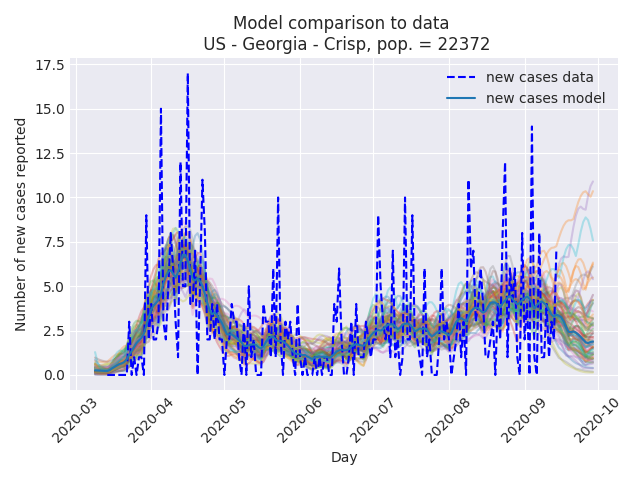 Model comparison to data
US - Georgia - Crisp, pop. = 22372
17.5
15.0
12.5
10.0
7.5
5.0
2.5
0.0
Number of new cases reported
new cases data
new cases model
2020-03
2020-04
2020-05
2020-06
2020-07
2020-08
2020-09
2020-10
Day